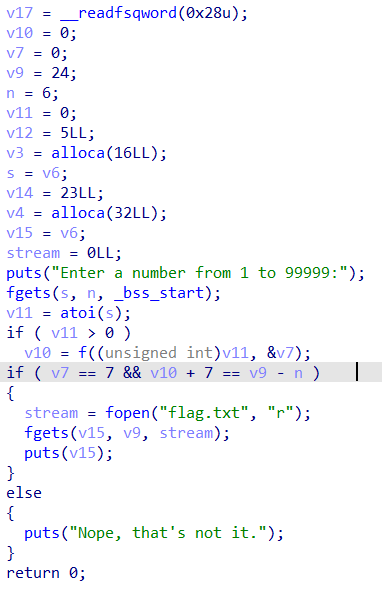 v17 = __readfsqword(0x28u);
v10 = 0;
v7 = 0;
v9 = 24;
n = 6;
v11 = 0;
v12 = 5LL;
v3 = alloca(16LL);
s = v6;
v14 = 23LL;
v4 = alloca(32LL);
v15 = v6;
stream = 0LL;
puts("Enter a number from 1 to 99999:");
fgets(s, n, _bss_start);
v11 = atoi(s);
if ( v11 > 0 )
  v10 = f((unsigned int)v11, &v7);
if ( v7 == 7 && v10 + 7 == v9 - n )
{
  stream = fopen("flag.txt", "r");
  fgets(v15, v9, stream);
  puts(v15);
}
else
{
  puts("Nope, that's not it.");
}
return 0;